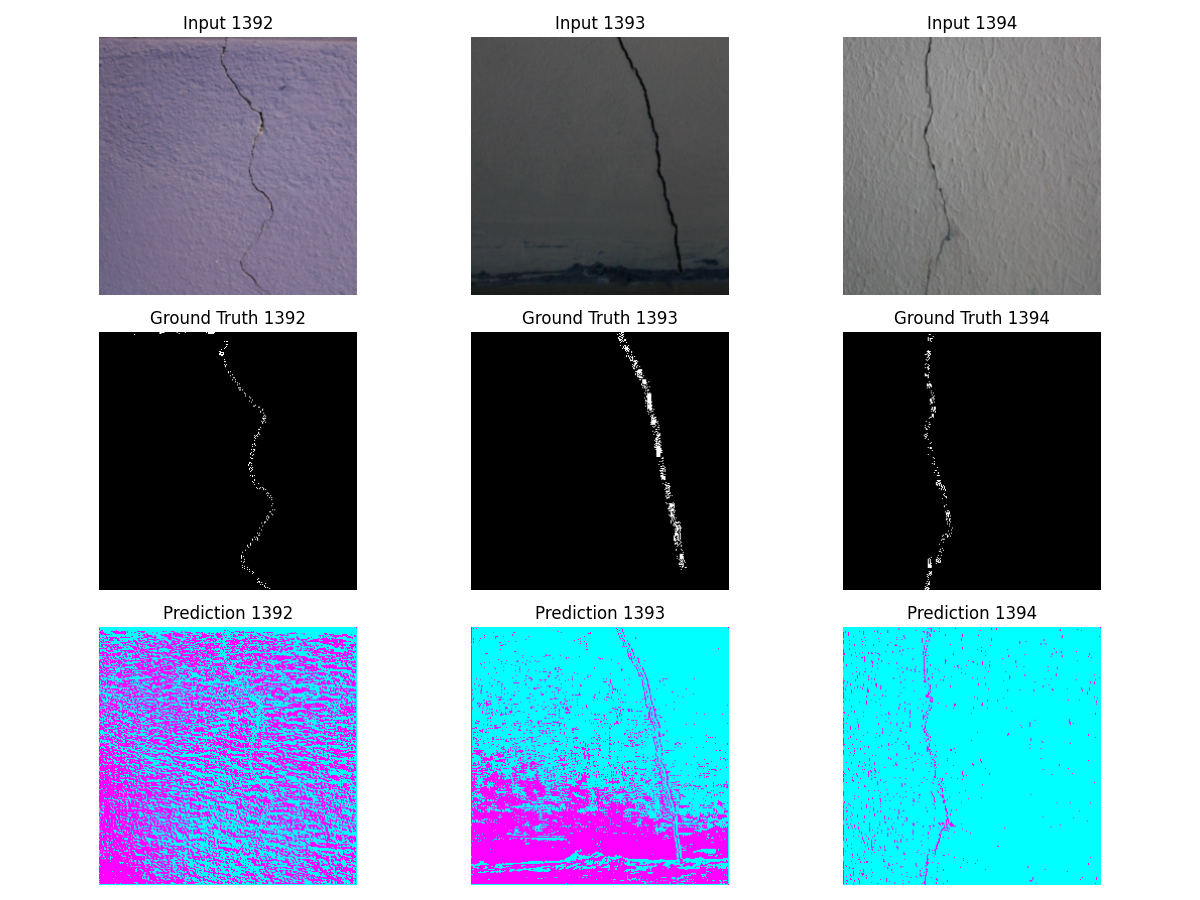 Input 1392
Input 1393
Input 1394
Ground Truth 1392
Ground Truth 1393
Ground Truth 1394
Prediction 1392
Prediction 1393
Prediction 1394